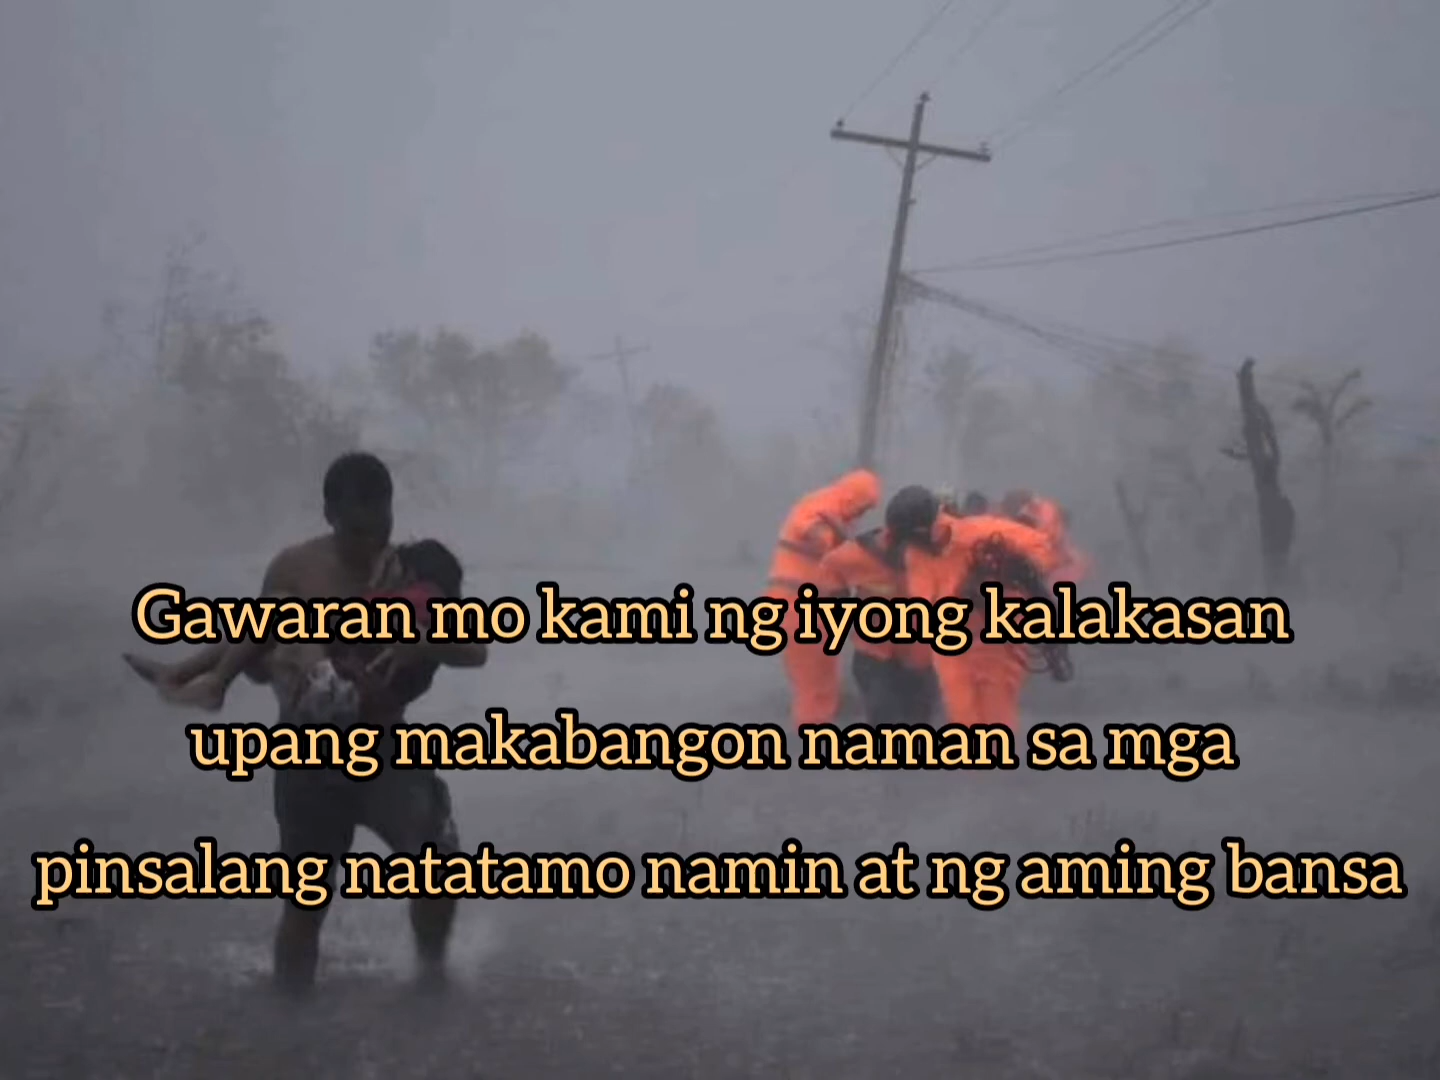 Gawaran mo kami ng iyong kalakasan
upang makabangon naman sa mga
pinsalang natatamo namin at ng aming bansa